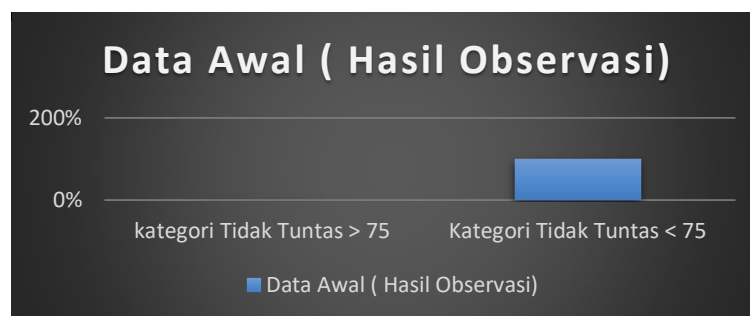 Data Awal ( Hasil Observasi)
200%
0%
kategori Tidak Tuntas > 75
Kategori Tidak Tuntas < 75
Data Awal ( Hasil Observasi)